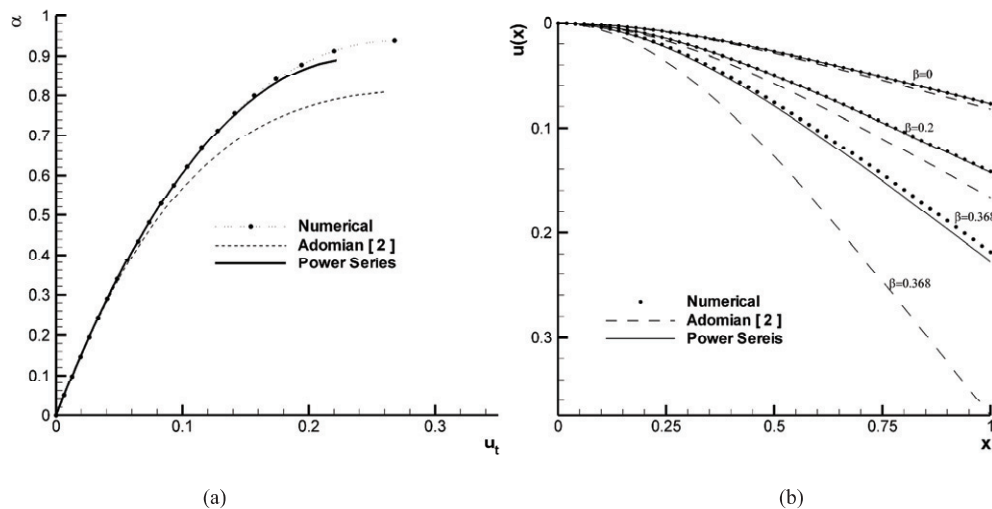 α
1
0.9
0.8
0.7
0.6
0.5
0.4
0.3
0.2
0.1
0
0
0.1
0.2
0.3
u_t
Numerical
Adomian [ 2 ]
Power Series
(a)
u(x)
0
0.1
0.2
0.3
0
0.25
0.5
0.75
1
x
β=0
β=0.2
β=0.368
β=0.368
Numerical
Adomian [ 2 ]
Power Sereis
(b)